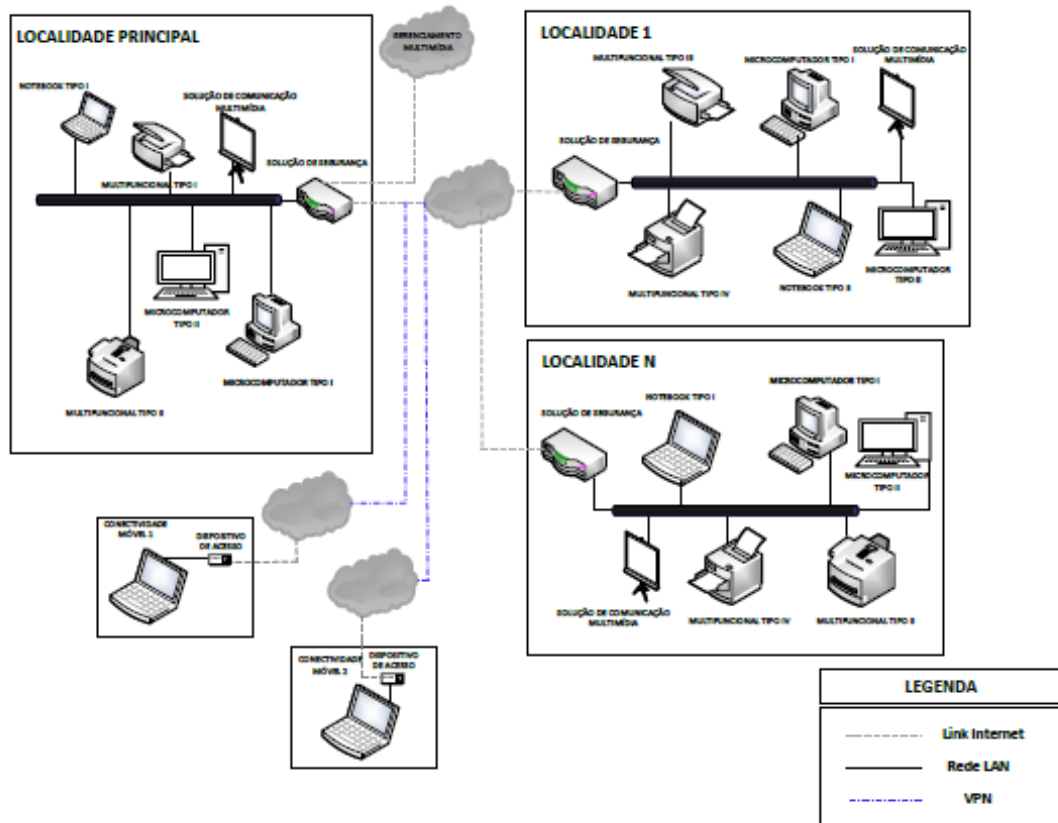 LOCALIDADE PRINCIPAL
NOTEBOOK TIPO I
SOLUÇÃO DE COMUNICAÇÃO
MULTIMÍDIA
SOLUÇÃO DE SEGURANÇA
MULTIFUNCIONAL TIPO I
MICROCOMPUTADOR
TIPO II
MICROCOMPUTADOR TIPO I
MULTIFUNCIONAL TIPO II
GERENCIAMENTO
MULTIMÍDIA
LOCALIDADE 1
MULTIFUNCIONAL TIPO III
MICROCOMPUTADOR TIPO I
SOLUÇÃO DE COMUNICAÇÃO
MULTIMÍDIA
SOLUÇÃO DE SEGURANÇA
MULTIFUNCIONAL TIPO IV
NOTEBOOK TIPO II
MICROCOMPUTADOR
TIPO II
LOCALIDADE N
NOTEBOOK TIPO I
MICROCOMPUTADOR TIPO I
SOLUÇÃO DE SEGURANÇA
MICROCOMPUTADOR
TIPO II
SOLUÇÃO DE COMUNICAÇÃO
MULTIMÍDIA
MULTIFUNCIONAL TIPO IV
MULTIFUNCIONAL TIPO II
CONECTIVIDADE
MÓVEL 1
DISPOSITIVO
DE ACESSO
CONECTIVIDADE
MÓVEL 2
DISPOSITIVO
DE ACESSO
LEGENDA
Link Internet
Rede LAN
VPN